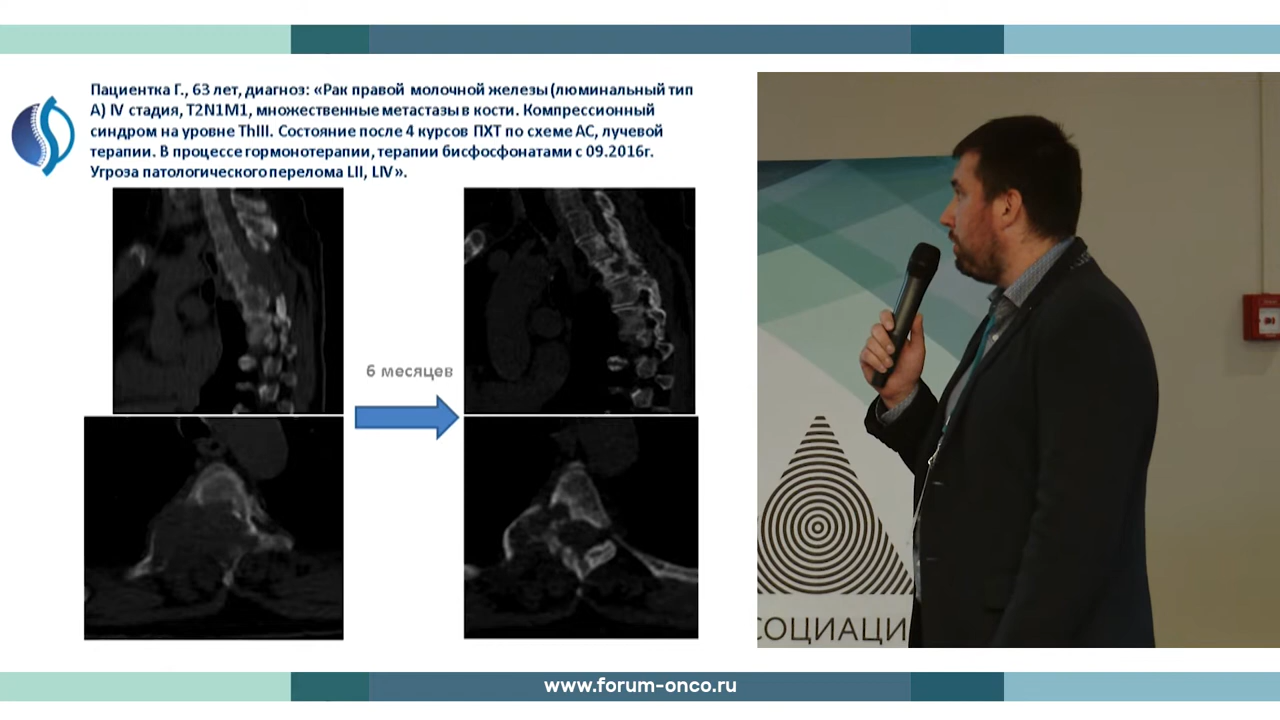 Пациентка Г., 63 лет, диагноз: «Рак правой молочной железы (люминальный тип
А) IV стадия, T2N1M1, множественные метастазы в кости. Компрессионный
синдром на уровне ThIII. Состояние после 4 курсов ПХТ по схеме АС, лучевой
терапии. В процессе гормонотерапии, терапии бисфосфонатами с 09.2016г.
Угроза патологического перелома LII, LIV».
6 месяцев
СОЦИАЦИ
www.forum-onco.ru